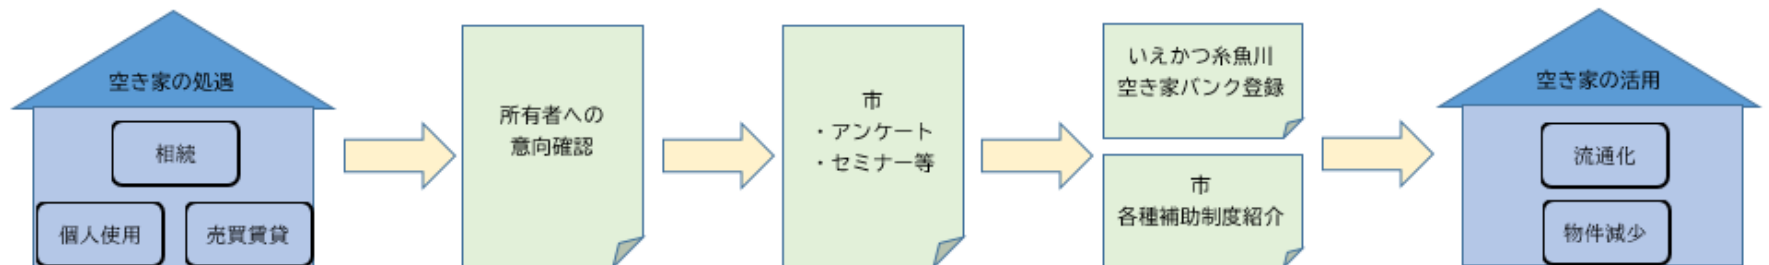 空き家の処遇
相続
個人使用
売買賃貸
所有者への
意向確認
市
・アンケート
・セミナー等
いえかつ糸魚川
空き家バンク登録
市
各種補助制度紹介
空き家の活用
流通化
物件減少